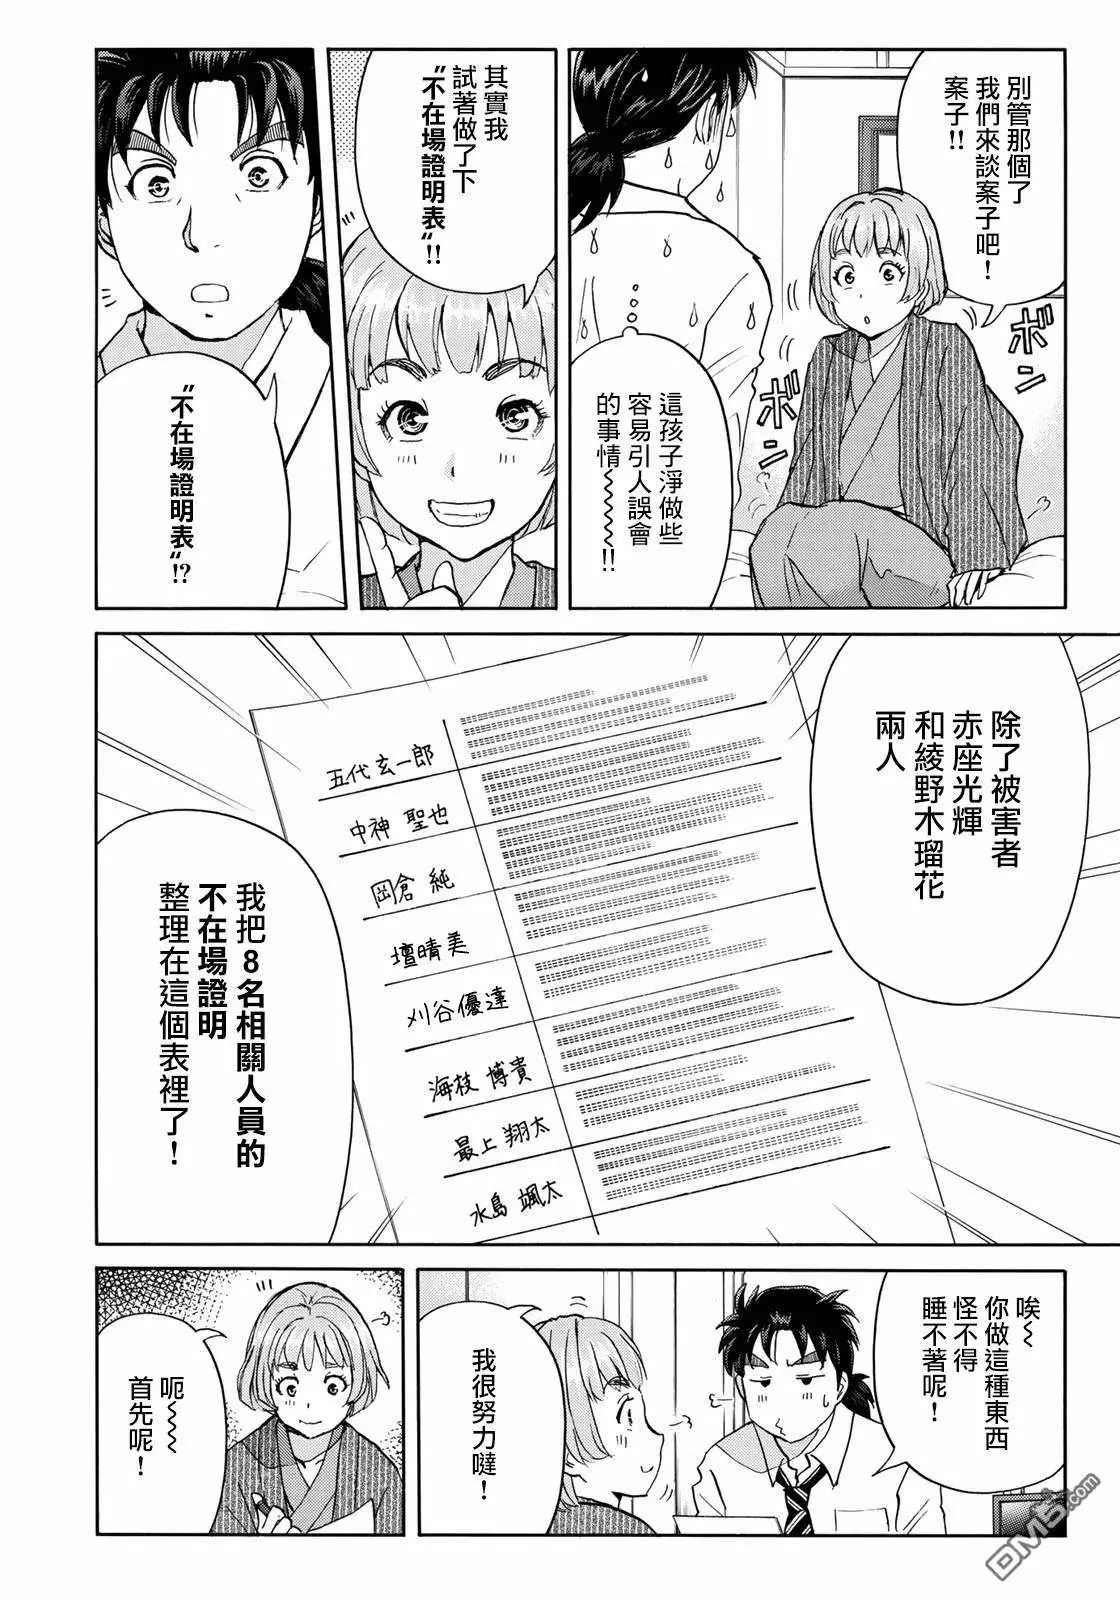 別管那個了
我們來談案子吧！
案子!!
ボン
ボン
這孩子淨做些
容易引人誤會
的事情〜〜〜!!
其實我
試著做了下
“不在場證明表”!!
“不在場證明表”!?
除了被害者
赤座光輝
和綾野木瑠花
兩人
五代玄一郎
中神 聖也
岡倉 純
壇晴美
刈谷優達
海枝 博貴
最上翔太
水島 颯太
我把8名相關人員的
不在場證明
整理在這個表裡了！
唉〜
你做這種東西
怪不得
睡不著呢！
我很努力噠！
呃〜〜
首先呢！
DM5.com